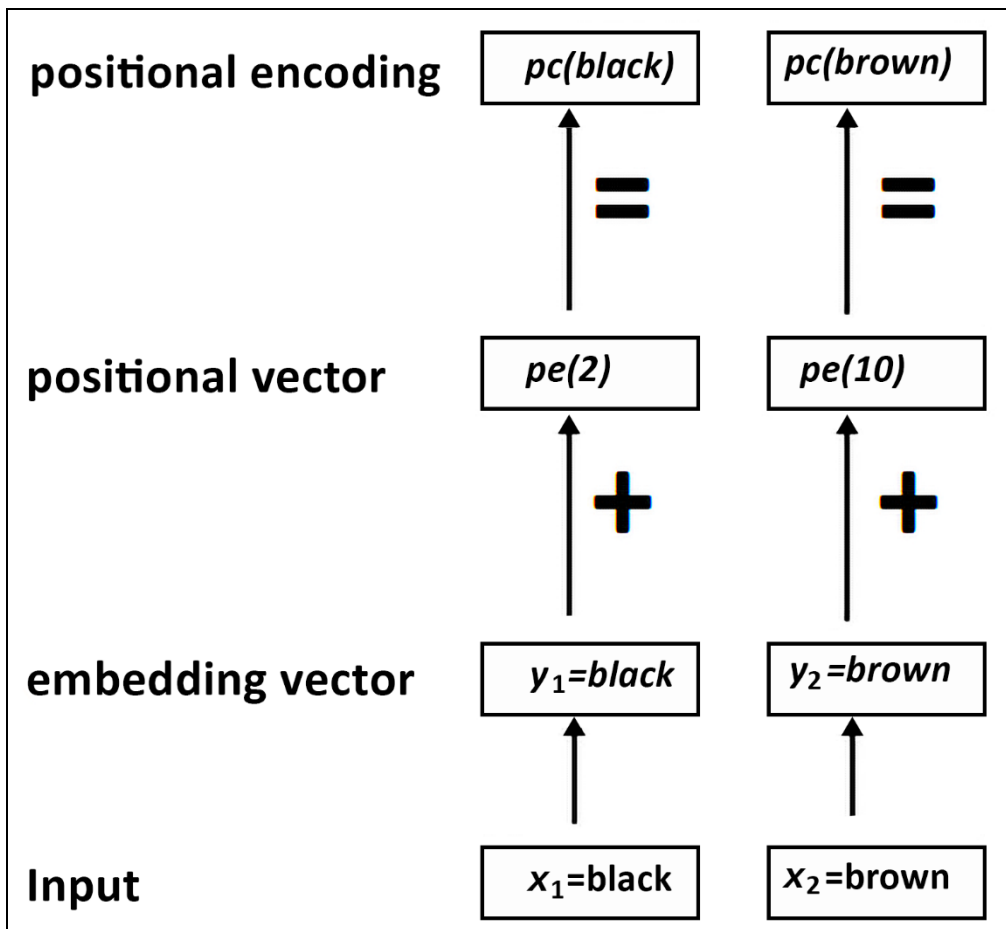 positional encoding pc(black) pc(brown)
= =
positional vector pe(2) pe(10)
+ +
embedding vector y₁=black y₂=brown
Input x₁=black x₂=brown